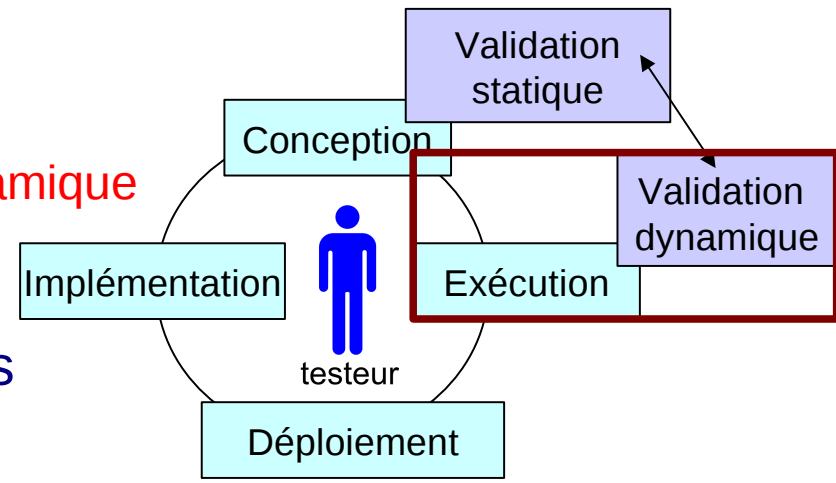 Validation
statique
Conception
Validation
dynamique
Implémentation
Exécution
testeur
Déploiement